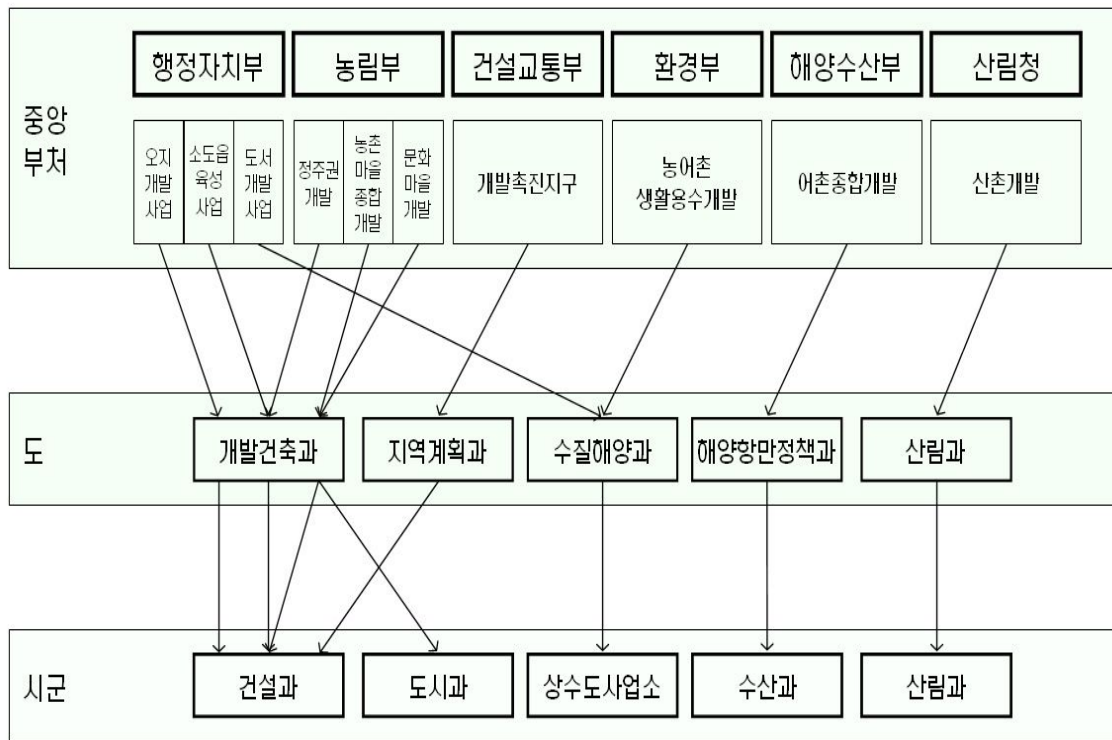 행정자치부
농림부
건설교통부
환경부
해양수산부
산림청
중앙
부처
오지
개발
사업
소도읍
육성
사업
도서
개발
사업
정주권
개발
농촌
마을
종합
개발
문화
마을
개발
개발촉진지구
농어촌
생활용수개발
어촌종합개발
산촌개발
도
개발건축과
지역계획과
수질해양과
해양항만정책과
산림과
시군
건설과
도시과
상수도사업소
수산과
산림과